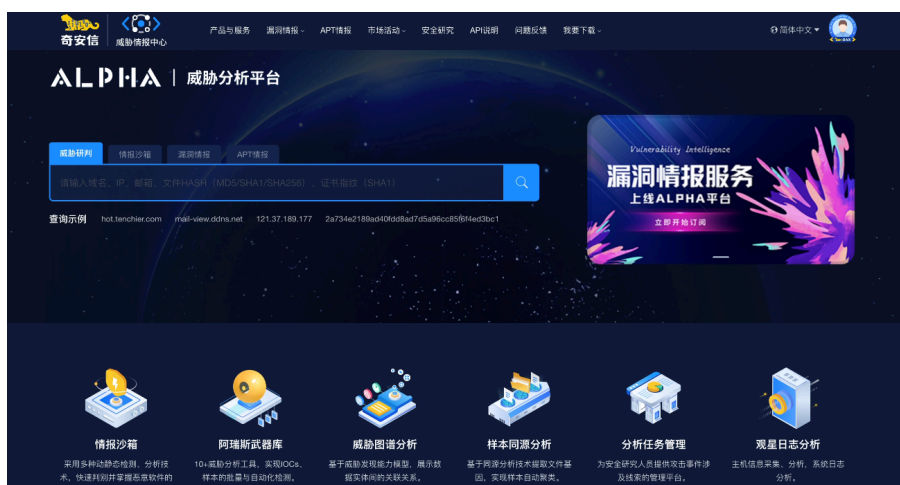 奇安信
威胁情报中心
产品与服务 漏洞情报 APT情报 市场活动 安全研究 API说明 问题反馈 我要下载
简体中文
ALPHA | 威胁分析平台
威胁研判 情报沙箱 漏洞情报 APT情报
请输入域名、IP、邮箱、文件HASH（MD5/SHA1/SHA256）、证书指纹（SHA1）
查询示例 hot.tenchier.com mail-view.ddns.net 121.37.189.177 2a734e2189ad40fdd8ad7d5a96cc85f6f4ed3bc1
Vulnerability Intelligence
漏洞情报服务
上线ALPHA平台
立即开始订阅
情报沙箱
采用多种动静态检测、分析技
术，快速判别并掌握恶意软件的
阿瑞斯武器库
10+威胁分析工具，实现IOCs、
样本的批量与自动化检测。
威胁图谱分析
基于威胁发现能力模型，展示数
据实体间的关联关系。
样本同源分析
基于同源分析技术提取文件基
因，实现样本自动聚类。
分析任务管理
为安全研究人员提供攻击事件涉
及线索的管理平台。
观星日志分析
主机信息采集、分析，系统日志
分析。